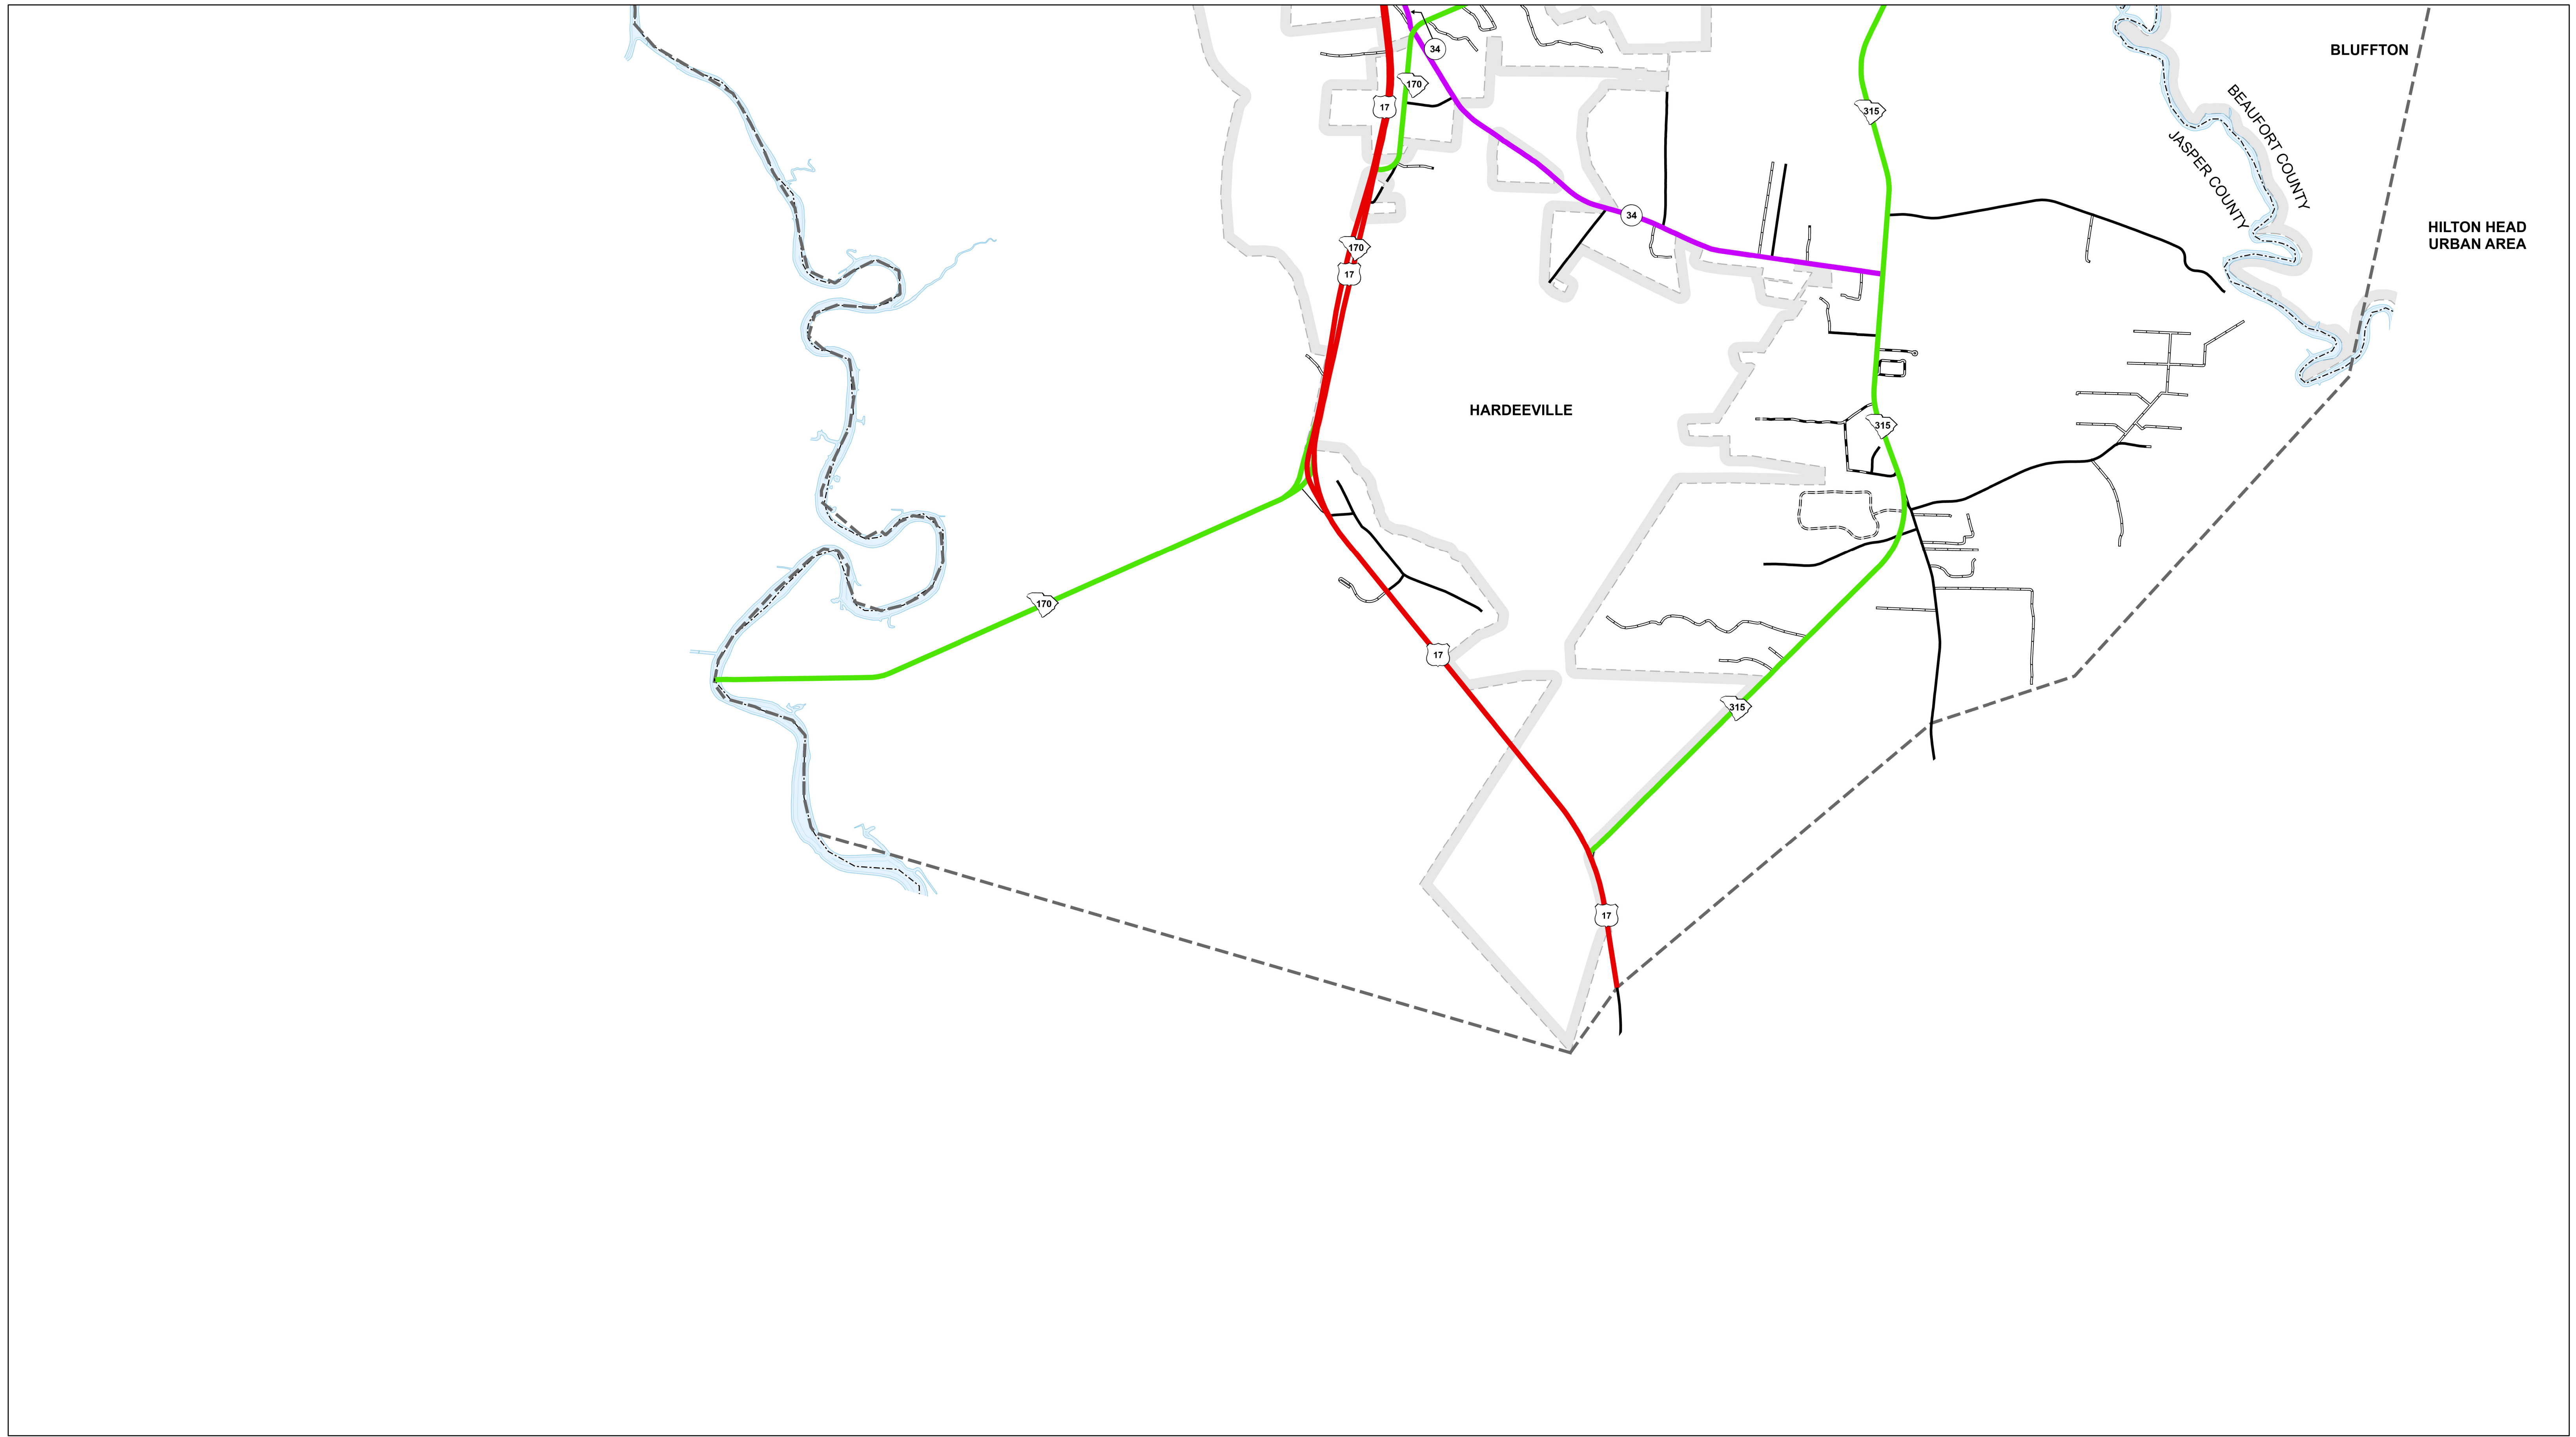 34
BLUFFTON
170
17
315
BEAUFORT COUNTY
JASPER COUNTY
34
HILTON HEAD
URBAN AREA
170
17
HARDEEVILLE
315
170
17
315
17